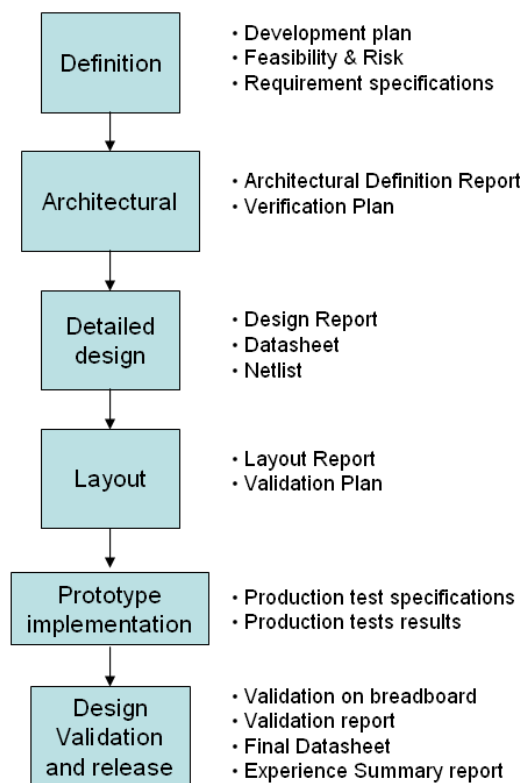 Definition
• Development plan
• Feasibility & Risk
• Requirement specifications
Architectural
• Architectural Definition Report
• Verification Plan
Detailed
design
• Design Report
• Datasheet
• Netlist
Layout
• Layout Report
• Validation Plan
Prototype
implementation
• Production test specifications
• Production tests results
Design
Validation
and release
• Validation on breadboard
• Validation report
• Final Datasheet
• Experience Summary report